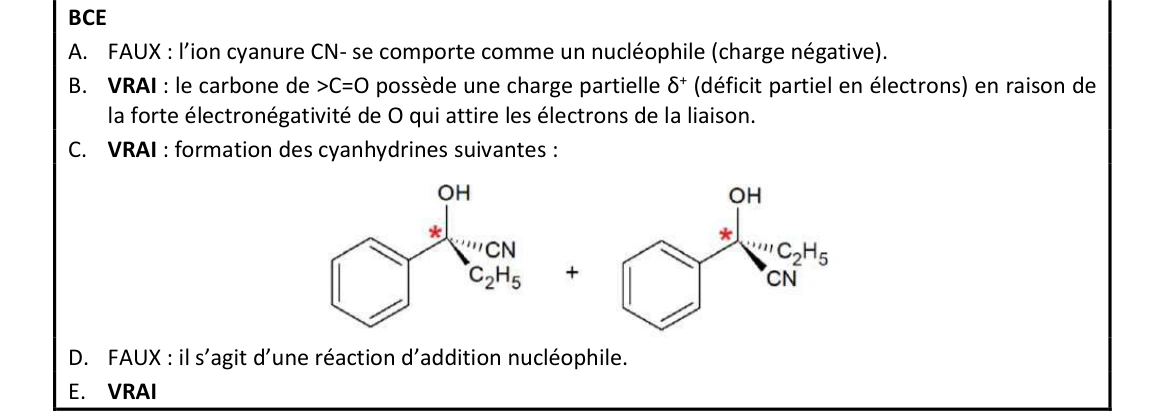 BCE
A. FAUX : l’ion cyanure CN- se comporte comme un nucléophile (charge négative).
B. VRAI : le carbone de >C=O possède une charge partielle δ⁺ (déficit partiel en électrons) en raison de
la forte électronégativité de O qui attire les électrons de la liaison.
C. VRAI : formation des cyanhydrines suivantes :
OH OH
* *
CN C₂H₅
C₂H₅ + CN
D. FAUX : il s’agit d’une réaction d’addition nucléophile.
E. VRAI